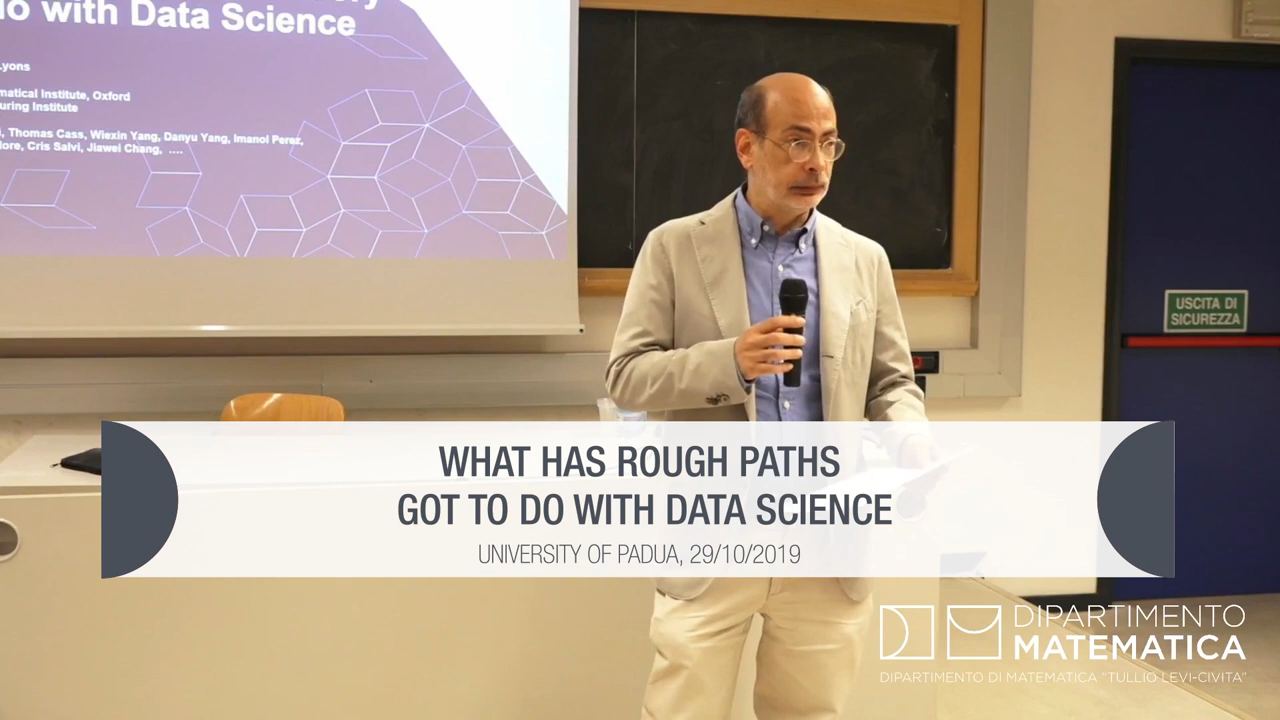 do with Data Science
Lyons
matical Institute, Oxford
uring Institute
, Thomas Cass, Wiexin Yang, Danyu Yang, Imanol Perez,
lore, Cris Salvi, Jiawei Chang, ....
USCITA DI
SICUREZZA
WHAT HAS ROUGH PATHS
GOT TO DO WITH DATA SCIENCE
UNIVERSITY OF PADUA, 29/10/2019
DIPARTIMENTO
MATEMATICA
DIPARTIMENTO DI MATEMATICA "TULLIO LEVI-CIVITA"